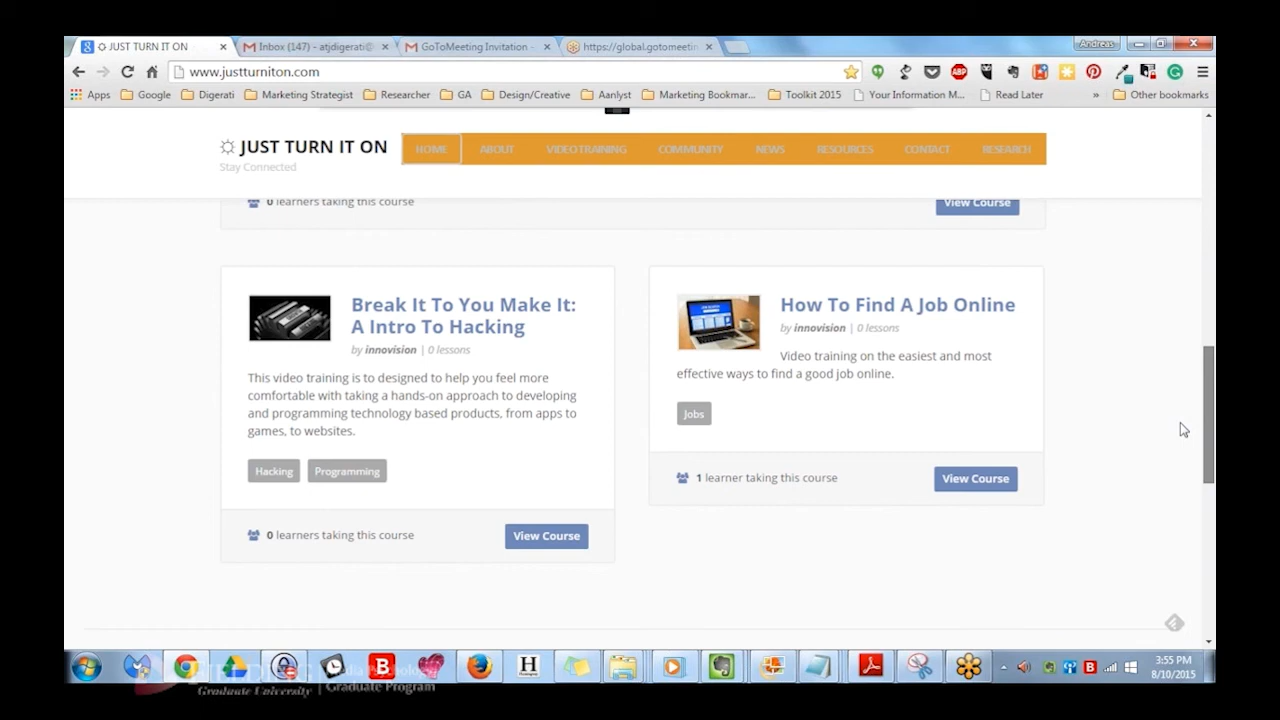 JUST TURN IT ON
Inbox (147) - atjdigerati@
GoToMeeting Invitation -
https://global.gotomeetin
Andreas
www.justturniton.com
Apps
Google
Digerati
Marketing Strategist
Researcher
GA
Design/Creative
Aanlyst
Marketing Bookmar...
Toolkit 2015
Your Information M...
Read Later
»
Other bookmarks
JUST TURN IT ON
Stay Connected
HOME
ABOUT
VIDEO TRAINING
COMMUNITY
NEWS
RESOURCES
CONTACT
RESEARCH
0 learners taking this course
View Course
Break It To You Make It:
A Intro To Hacking
by innovision | 0 lessons
This video training is to designed to help you feel more
comfortable with taking a hands-on approach to developing
and programming technology based products, from apps to
games, to websites.
Hacking
Programming
0 learners taking this course
View Course
How To Find A Job Online
by innovision | 0 lessons
Video training on the easiest and most
effective ways to find a good job online.
Jobs
1 learner taking this course
View Course
3:55 PM
8/10/2015
Graduate University | Graduate Program